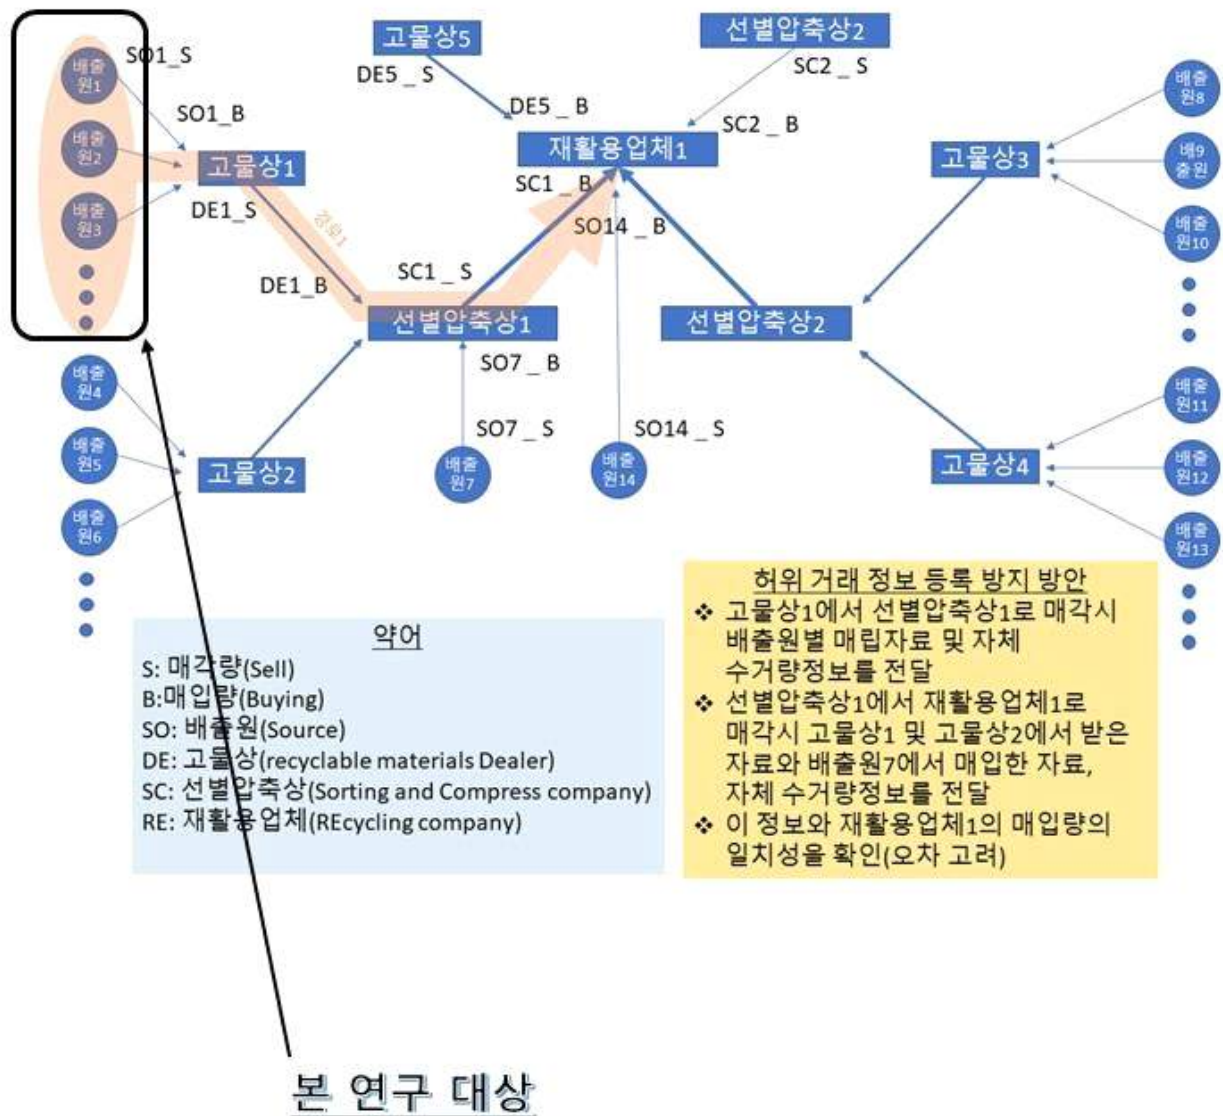 고물상5
선별압축상2
배출
원1
SO1_S
DE5 _ S
SC2 _ S
배출
원8
SO1_B
DE5 _ B
SC2 _ B
배출
원2
고물상1
재활용업체1
고물상3
배9
출원
배출
원3
DE1_S
경로1
SC1 _ B
SO14 _ B
배출
원10
DE1_B
SC1 _ S
선별압축상1
선별압축상2
배출
원4
SO7 _ B
배출
원11
SO7 _ S
SO14 _ S
배출
원5
고물상2
배출
원7
배출
원14
고물상4
배출
원12
배출
원6
배출
원13
약어
S: 매각량(Sell)
B:매입량(Buying)
SO: 배출원(Source)
DE: 고물상(recyclable materials Dealer)
SC: 선별압축상(Sorting and Compress company)
RE: 재활용업체(REcycling company)
허위 거래 정보 등록 방지 방안
❖ 고물상1에서 선별압축상1로 매각시
배출원별 매립자료 및 자체
수거량정보를 전달
❖ 선별압축상1에서 재활용업체1로
매각시 고물상1 및 고물상2에서 받은
자료와 배출원7에서 매입한 자료,
자체 수거량정보를 전달
❖ 이 정보와 재활용업체1의 매입량의
일치성을 확인(오차 고려)
본 연구 대상